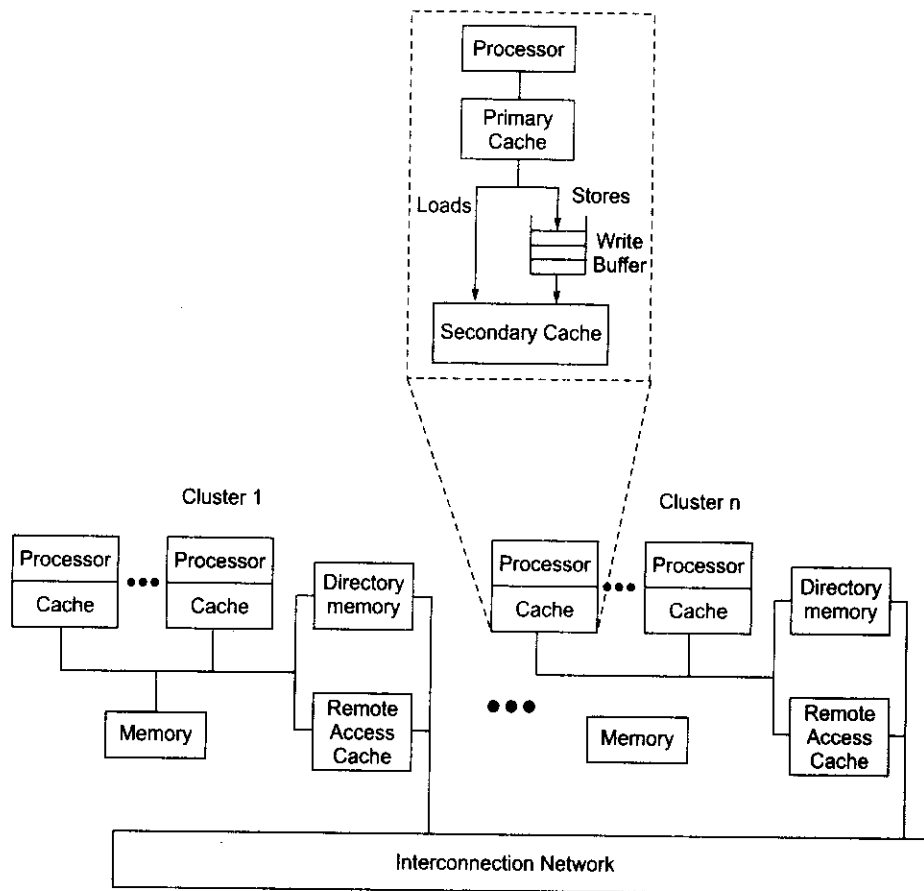 Processor
Primary
Cache
Loads
Stores
Write
Buffer
Secondary Cache
Cluster 1
Cluster n
Processor
Processor
Cache
Cache
Directory
memory
Memory
Remote
Access
Cache
Processor
Processor
Cache
Cache
Directory
memory
Memory
Remote
Access
Cache
Interconnection Network